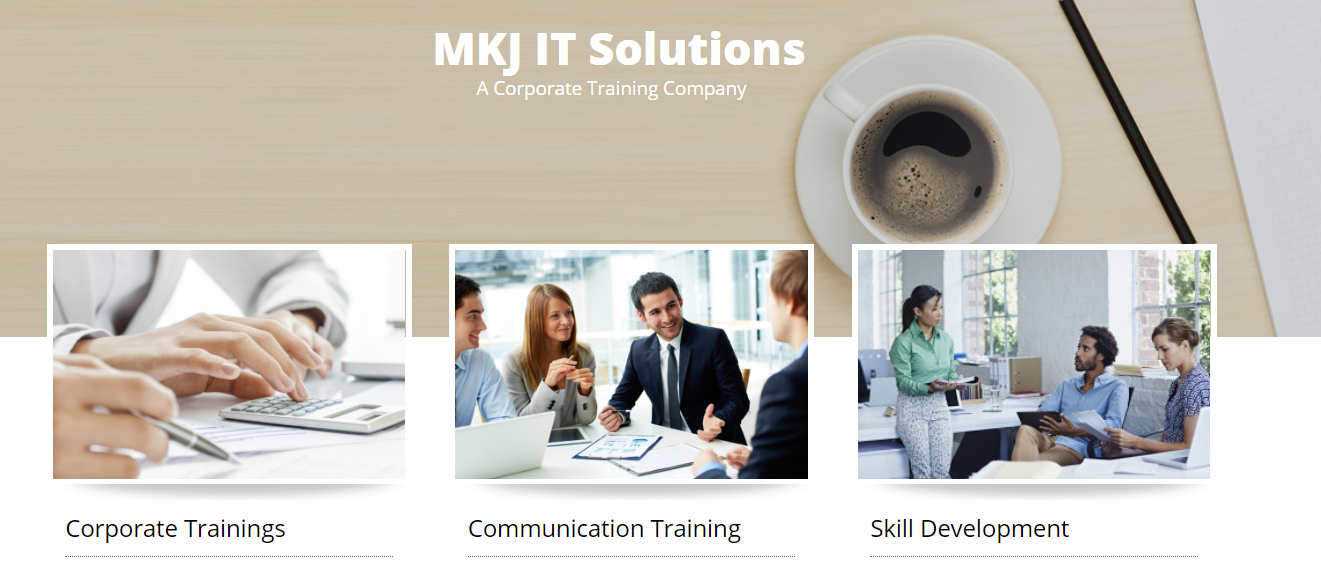 MKJ IT Solutions
A Corporate Training Company
Corporate Trainings
Communication Training
Skill Development